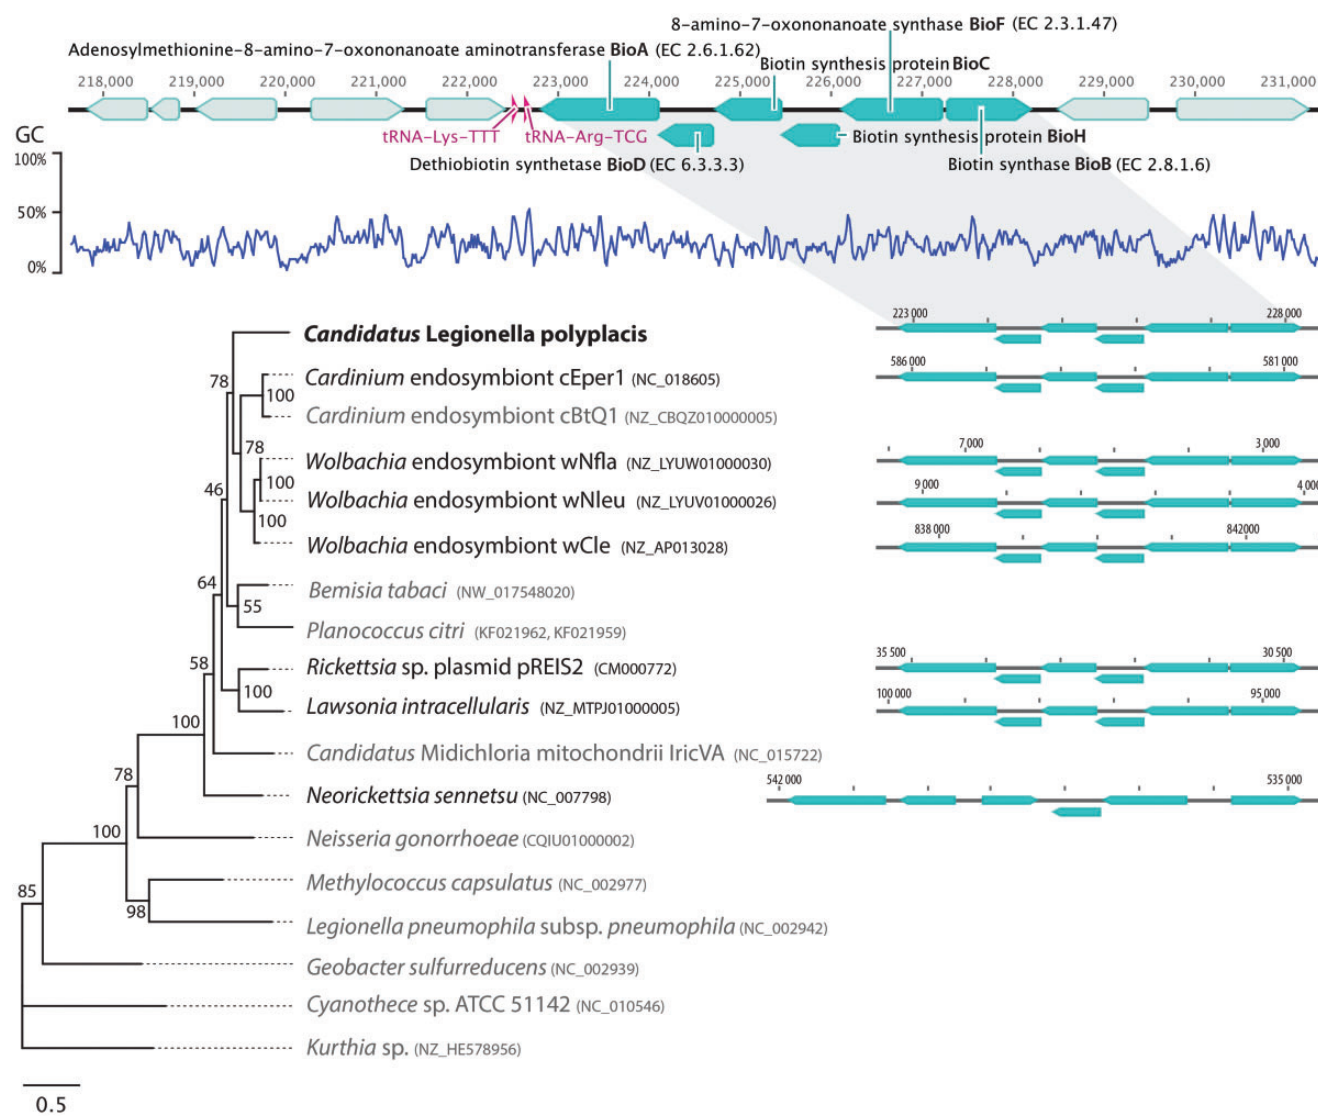 8-amino-7-oxononanoate synthase BioF (EC 2.3.1.47)
Adenosylmethionine-8-amino-7-oxononanoate aminotransferase BioA (EC 2.6.1.62)
Biotin synthesis protein BioC
218,000 219,000 220,000 221,000 222,000 223,000 224,000 225,000 226,000 227,000 228,000 229,000 230,000 231,000
tRNA-Lys-TTT tRNA-Arg-TCG Biotin synthesis protein BioH
Dethiobiotin synthetase BioD (EC 6.3.3.3) Biotin synthase BioB (EC 2.8.1.6)
GC
100%
50%
0%
223 000 228 000
Candidatus Legionella polyplacis
78
586 000 581 000
Cardinium endosymbiont cEper1 (NC_018605)
100
Cardinium endosymbiont cBtQ1 (NZ_CBQZ010000005)
78
7,000 3,000
Wolbachia endosymbiont wNfla (NZ_LYUW01000030)
100
46
9 000 4 000
Wolbachia endosymbiont wNleu (NZ_LYUV01000026)
100
838 000 842000
Wolbachia endosymbiont wCle (NZ_AP013028)
64
Bemisia tabaci (NW_017548020)
55
Planococcus citri (KF021962, KF021959)
58
35 500 30 500
Rickettsia sp. plasmid pREIS2 (CM000772)
100
100 000 95 000
Lawsonia intracellularis (NZ_MTPJ01000005)
100
Candidatus Midichloria mitochondrii IricVA (NC_015722)
78
542 000 535 000
Neorickettsia sennetsu (NC_007798)
100
Neisseria gonorrhoeae (CQIU01000002)
Methylococcus capsulatus (NC_002977)
85
98
Legionella pneumophila subsp. pneumophila (NC_002942)
Geobacter sulfurreducens (NC_002939)
Cyanothece sp. ATCC 51142 (NC_010546)
Kurthia sp. (NZ_HE578956)
0.5